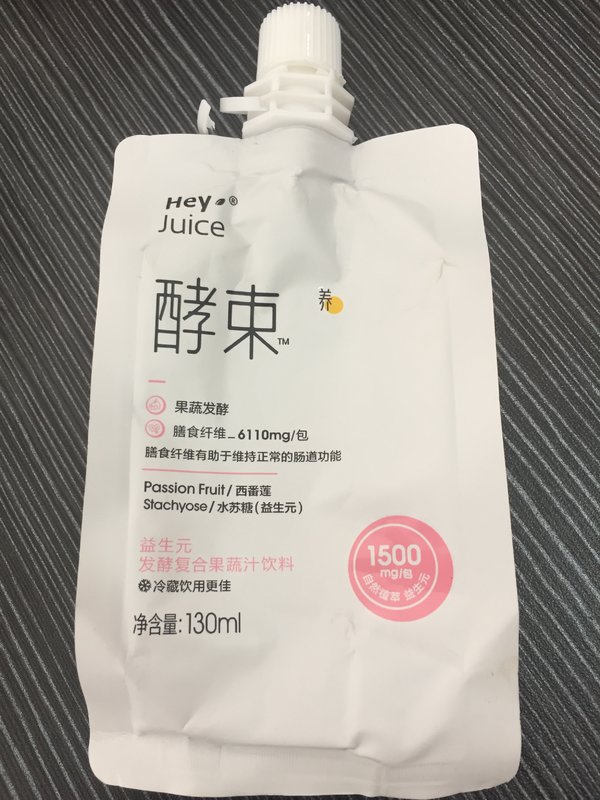 Hey ®
Juice
酵束™
养
果蔬发酵
膳食纤维_6110mg/包
膳食纤维有助于维持正常的肠道功能
Passion Fruit/西番莲
Stachyose/水苏糖(益生元)
益生元
发酵复合果蔬汁饮料
冷藏饮用更佳
净含量:130ml
1500
mg/包
自然植萃 益生元